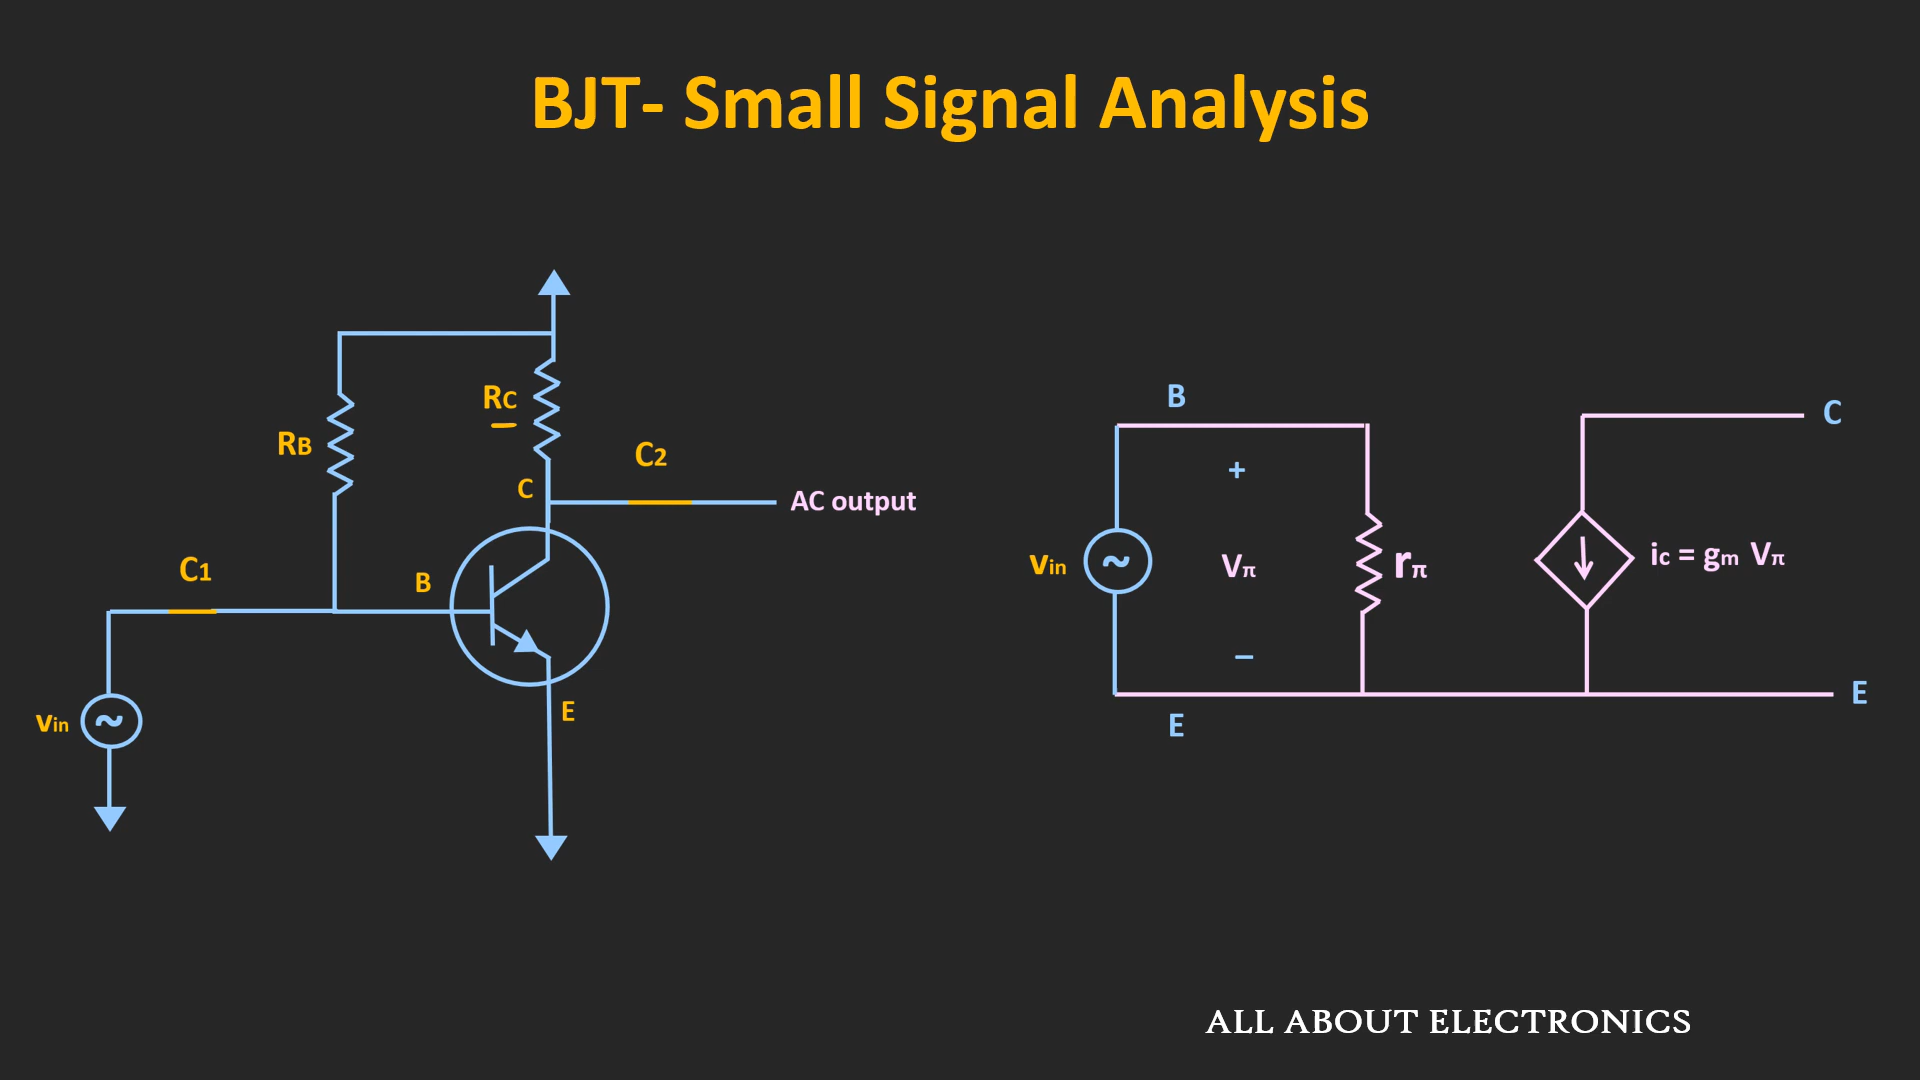 BJT- Small Signal Analysis
RC
RB
C2
C
AC output
C1
B
vin
E
B
C
+
vin
Vπ
rπ
ic = gm Vπ
–
E
E
ALL ABOUT ELECTRONICS